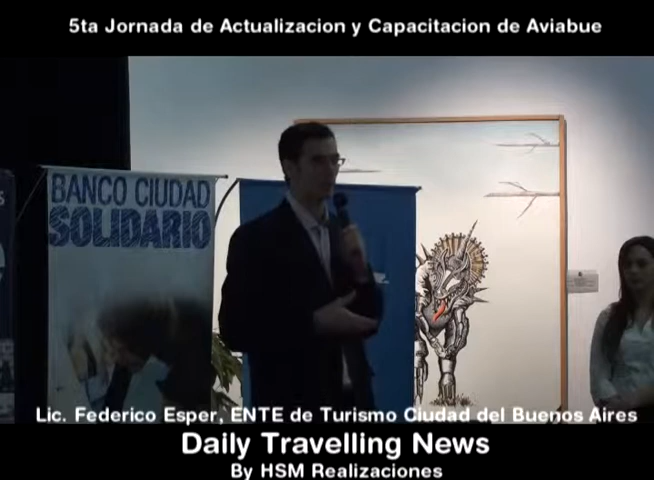 5ta Jornada de Actualizacion y Capacitacion de Aviabue
BANCO CIUDAD
SOLIDARIO
Lic. Federico Esper, ENTE de Turismo Ciudad del Buenos Aires
Daily Travelling News
By HSM Realizaciones